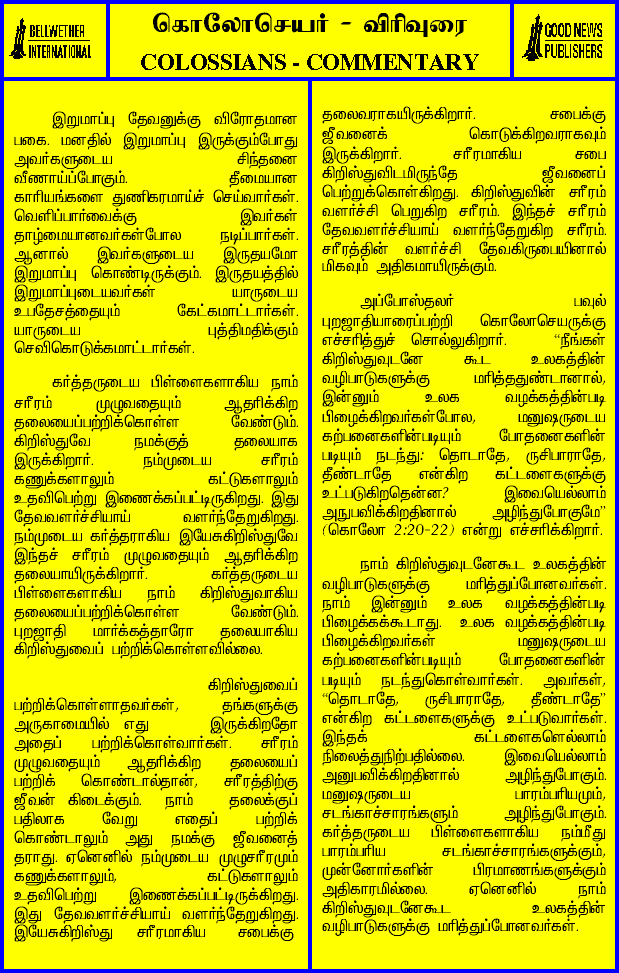 BELLWETHER
INTERNATIONAL
கொலோசெயர் - விரிவுரை
COLOSSIANS - COMMENTARY
GOOD NEWS
PUBLISHERS
இறுமாப்பு தேவனுக்கு விரோதமான
பகை. மனதில் இறுமாப்பு இருக்கும்போது
அவர்களுடைய சிந்தனை
வீணாய்ப்போகும். தீமையான
காரியங்களை துணிகரமாய்ச் செய்வார்கள்.
வெளிப்பார்வைக்கு இவர்கள்
தாழ்மையானவர்கள்போல நடிப்பார்கள்.
ஆனால் இவர்களுடைய இருதயமோ
இறுமாப்பு கொண்டிருக்கும். இருதயத்தில்
இறுமாப்புடையவர்கள் யாருடைய
உபதேசத்தையும் கேட்கமாட்டார்கள்.
யாருடைய புத்திமதிக்கும்
செவிகொடுக்கமாட்டார்கள்.
கர்த்தருடைய பிள்ளைகளாகிய நாம்
சரீரம் முழுவதையும் ஆதரிக்கிற
தலையைப்பற்றிக்கொள்ள வேண்டும்.
கிறிஸ்துவே நமக்குத் தலையாக
இருக்கிறார். நம்முடைய சரீரம்
கணுக்களாலும் கட்டுகளாலும்
உதவிபெற்று இணைக்கப்பட்டிருக்கிறது. இது
தேவவளர்ச்சியாய் வளர்ந்தேறுகிறது.
நம்முடைய கர்த்தராகிய இயேசுகிறிஸ்துவே
இந்தச் சரீரம் முழுவதையும் ஆதரிக்கிற
தலையாயிருக்கிறார். கர்த்தருடைய
பிள்ளைகளாகிய நாம் கிறிஸ்துவாகிய
தலையைப்பற்றிக்கொள்ள வேண்டும்.
புறஜாதி மார்க்கத்தாரோ தலையாகிய
கிறிஸ்துவைப் பற்றிக்கொள்ளவில்லை.
கிறிஸ்துவைப்
பற்றிக்கொள்ளாதவர்கள், தங்களுக்கு
அருகாமையில் எது இருக்கிறதோ
அதைப் பற்றிக்கொள்வார்கள். சரீரம்
முழுவதையும் ஆதரிக்கிற தலையைப்
பற்றிக் கொண்டால்தான், சரீரத்திற்கு
ஜீவன் கிடைக்கும். நாம் தலைக்குப்
பதிலாக வேறு எதைப் பற்றிக்
கொண்டாலும் அது நமக்கு ஜீவனைத்
தராது. ஏனெனில் நம்முடைய முழுசரீரமும்
கணுக்களாலும், கட்டுகளாலும்
உதவிபெற்று இணைக்கப்பட்டிருக்கிறது.
இது தேவவளர்ச்சியாய் வளர்ந்தேறுகிறது.
இயேசுகிறிஸ்து சரீரமாகிய சபைக்கு
தலைவராகயிருக்கிறார். சபைக்கு
ஜீவனைக் கொடுக்கிறவராகவும்
இருக்கிறார். சரீரமாகிய சபை
கிறிஸ்துவிடமிருந்தே ஜீவனைப்
பெற்றுக்கொள்கிறது. கிறிஸ்துவின் சரீரம்
வளர்ச்சி பெறுகிற சரீரம். இந்தச் சரீரம்
தேவவளர்ச்சியாய் வளர்ந்தேறுகிற சரீரம்.
சரீரத்தின் வளர்ச்சி தேவகிருபையினால்
மிகவும் அதிகமாயிருக்கும்.
அப்போஸ்தலர் பவுல்
புறஜாதியாரைப்பற்றி கொலோசெயருக்கு
எச்சரித்துச் சொல்லுகிறார். “நீங்கள்
கிறிஸ்துவுடனே கூட உலகத்தின்
வழிபாடுகளுக்கு மரித்ததுண்டானால்,
இன்னும் உலக வழக்கத்தின்படி
பிழைக்கிறவர்கள்போல, மனுஷருடைய
கற்பனைகளின்படியும் போதனைகளின்
படியும் நடந்து: தொடாதே, ருசிபாராதே,
தீண்டாதே என்கிற கட்டளைகளுக்கு
உட்படுகிறதென்ன? இவையெல்லாம்
அநுபவிக்கிறதினால் அழிந்துபோகுமே”
(கொலோ 2:20-22) என்று எச்சரிக்கிறார்.
நாம் கிறிஸ்துவுடனேகூட உலகத்தின்
வழிபாடுகளுக்கு மரித்துப்போனவர்கள்.
நாம் இன்னும் உலக வழக்கத்தின்படி
பிழைக்கக்கூடாது. உலக வழக்கத்தின்படி
பிழைக்கிறவர்கள் மனுஷருடைய
கற்பனைகளின்படியும் போதனைகளின்
படியும் நடந்துகொள்வார்கள். அவர்கள்,
“தொடாதே, ருசிபாராதே, தீண்டாதே”
என்கிற கட்டளைகளுக்கு உட்படுவார்கள்.
இந்தக் கட்டளைகளெல்லாம்
நிலைத்துநிற்பதில்லை. இவையெல்லாம்
அனுபவிக்கிறதினால் அழிந்துபோகும்.
மனுஷருடைய பாரம்பரியமும்,
சடங்காச்சாரங்களும் அழிந்துபோகும்.
கர்த்தருடைய பிள்ளைகளாகிய நம்மீது
பாரம்பரிய சடங்காச்சாரங்களுக்கும்,
முன்னோர்களின் பிரமாணங்களுக்கும்
அதிகாரமில்லை. ஏனெனில் நாம்
கிறிஸ்துவுடனேகூட உலகத்தின்
வழிபாடுகளுக்கு மரித்துப்போனவர்கள்.